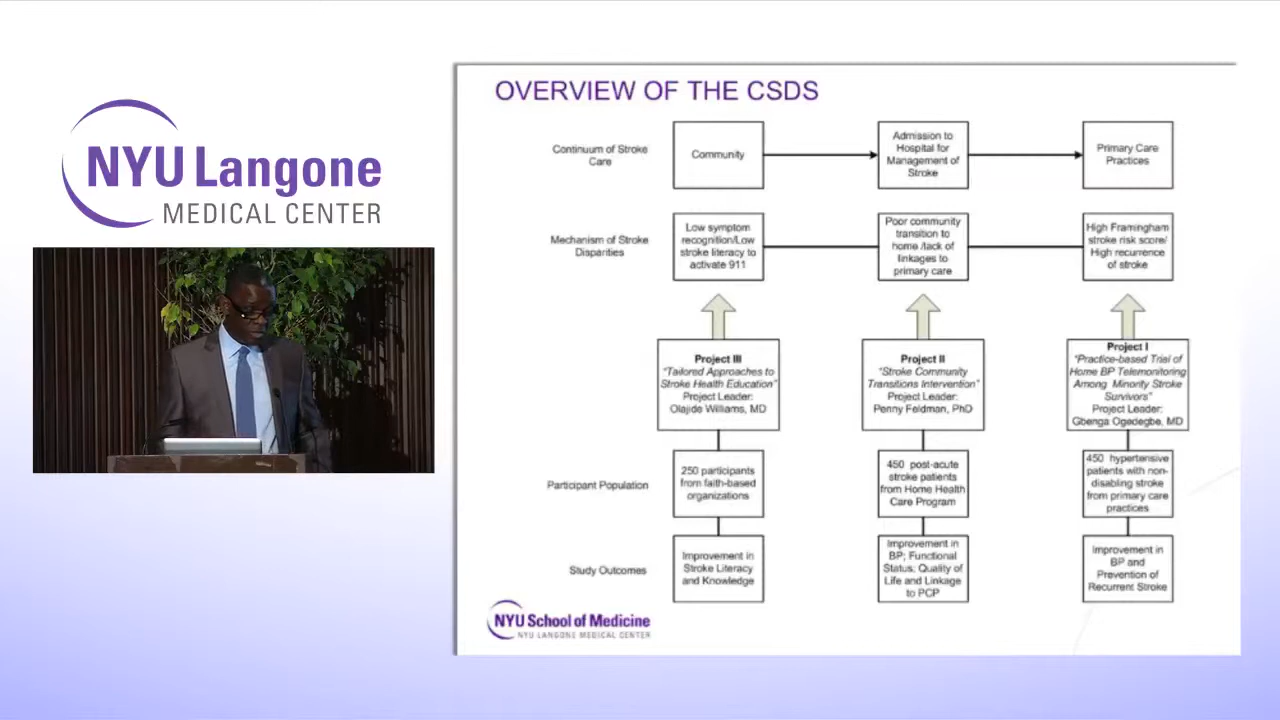 NYU Langone
MEDICAL CENTER
OVERVIEW OF THE CSDS
Continuum of Stroke
Care
Community
Admission to
Hospital for
Management of
Stroke
Primary Care
Practices
Mechanism of Stroke
Disparities
Low symptom
recognition/Low
stroke literacy to
activate 911
Poor community
transition to
home /lack of
linkages to
primary care
High Framingham
stroke risk score/
High recurrence
of stroke
Project III
"Tailored Approaches to
Stroke Health Education"
Project Leader:
Olajide Williams, MD
Project II
"Stroke Community
Transitions Intervention"
Project Leader:
Penny Feldman, PhD
Project I
"Practice-based Trial of
Home BP Telemonitoring
Among Minority Stroke
Survivors"
Project Leader:
Gbenga Ogedegbe, MD
Participant Population
250 participants
from faith-based
organizations
450 post-acute
stroke patients
from Home Health
Care Program
450 hypertensive
patients with non-
disabling stroke
from primary care
practices
Study Outcomes
Improvement in
Stroke Literacy
and Knowledge
Improvement in
BP; Functional
Status; Quality of
Life and Linkage
to PCP
Improvement in
BP and
Prevention of
Recurrent Stroke
NYU School of Medicine
NYU LANGONE MEDICAL CENTER